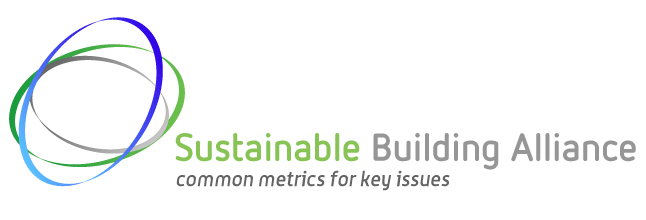 Sustainable Building Alliance
common metrics for key issues